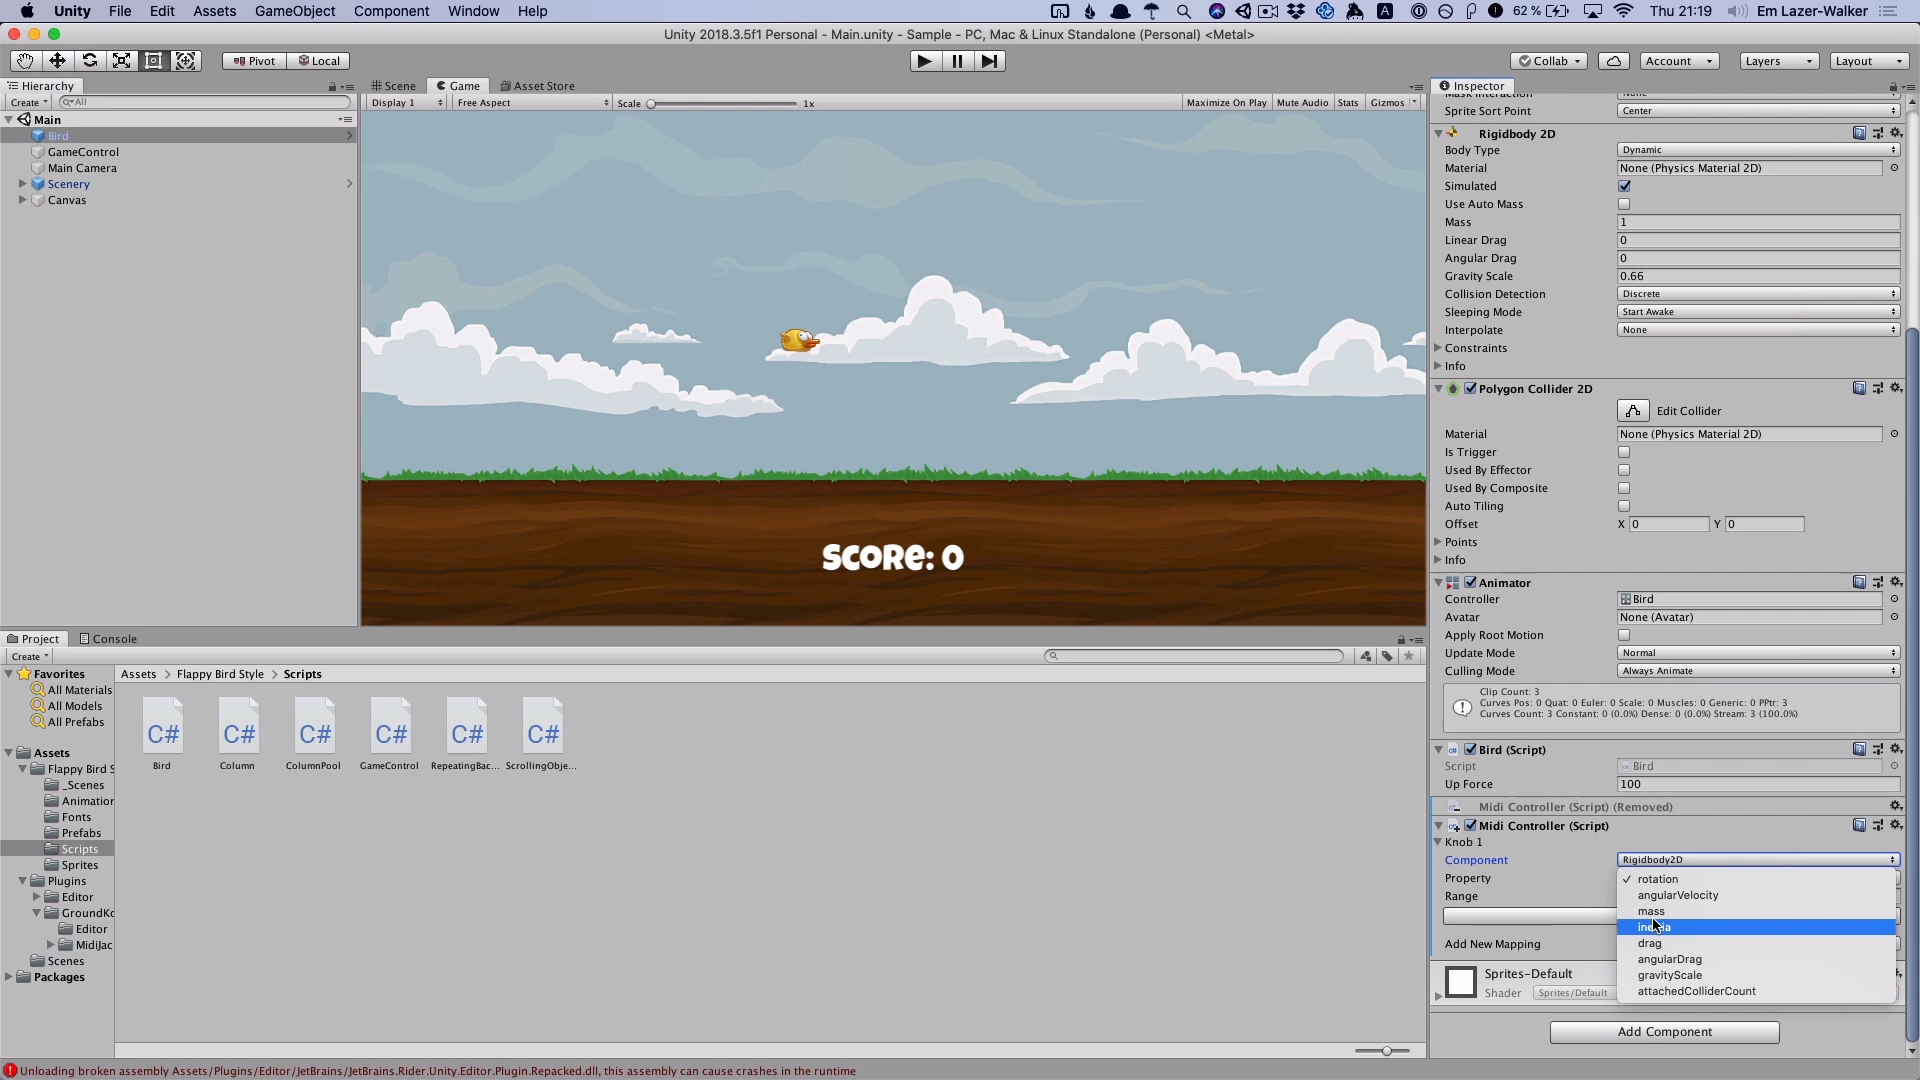 Unity File Edit Assets GameObject Component Window Help
62 % Thu 21:19 Em Lazer-Walker
Unity 2018.3.5f1 Personal - Main.unity - Sample - PC, Mac & Linux Standalone (Personal) <Metal>
Pivot Local
Collab Account Layers Layout
Hierarchy
Create All
Main
Bird
GameControl
Main Camera
Scenery
Canvas
Scene Game Asset Store
Display 1 Free Aspect Scale 1x Maximize On Play Mute Audio Stats Gizmos
SCORE: 0
Inspector
Mask Interaction None
Sprite Sort Point Center
Rigidbody 2D
Body Type Dynamic
Material None (Physics Material 2D)
Simulated
Use Auto Mass
Mass 1
Linear Drag 0
Angular Drag 0
Gravity Scale 0.66
Collision Detection Discrete
Sleeping Mode Start Awake
Interpolate None
Constraints
Info
Polygon Collider 2D
Edit Collider
Material None (Physics Material 2D)
Is Trigger
Used By Effector
Used By Composite
Auto Tiling
Offset X 0 Y 0
Points
Info
Animator
Controller Bird
Avatar None (Avatar)
Apply Root Motion
Update Mode Normal
Culling Mode Always Animate
Clip Count: 3
Curves Pos: 0 Quat: 0 Euler: 0 Scale: 0 Muscles: 0 Generic: 0 PPtr: 3
Curves Count: 3 Constant: 0 (0.0%) Dense: 0 (0.0%) Stream: 3 (100.0%)
Bird (Script)
Script Bird
Up Force 100
Midi Controller (Script) (Removed)
Midi Controller (Script)
Knob 1
Component Rigidbody2D
Property
Range
Add New Mapping
rotation
angularVelocity
mass
drag
angularDrag
gravityScale
attachedColliderCount
Sprites-Default
Shader Sprites/Default
Add Component
Project Console
Create
Favorites
All Materials
All Models
All Prefabs
Assets
Flappy Bird S
_Scenes
Animation
Fonts
Prefabs
Scripts
Sprites
Plugins
Editor
GroundKo
Editor
MidiJac
Scenes
Packages
Assets > Flappy Bird Style > Scripts
C# C# C# C# C# C#
Bird Column ColumnPool GameControl RepeatingBac... ScrollingObje...
Unloading broken assembly Assets/Plugins/Editor/JetBrains/JetBrains.Rider.Unity.Editor.Plugin.Repacked.dll, this assembly can cause crashes in the runtime